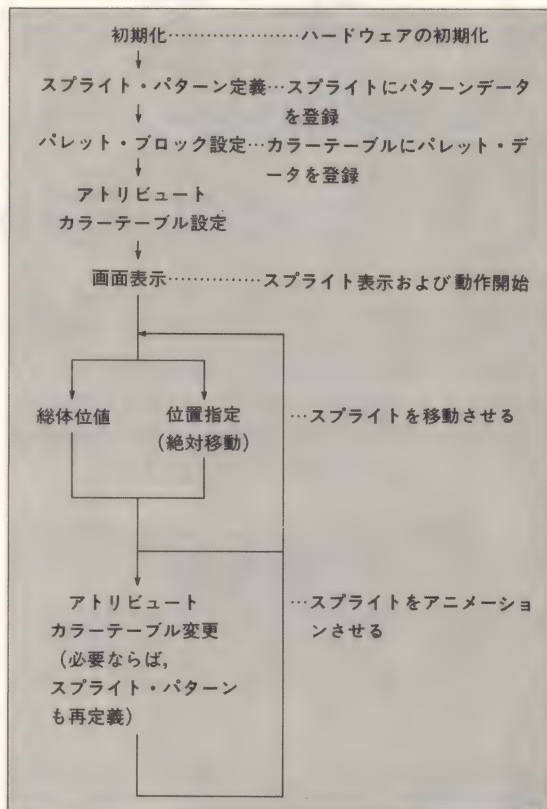 初期化…………………ハードウェアの初期化
スプライト・パターン定義…スプライトにパターンデータ
を登録
パレット・ブロック設定…カラーテーブルにパレット・デ
ータを登録
アトリビュート
カラーテーブル設定
画面表示……………スプライト表示および動作開始
総体位値 位置指定 …スプライトを移動させる
(絶対移動)
アトリビュート …スプライトをアニメーショ
カラーテーブル変更 ンさせる
(必要ならば,
スプライト・パターン
も再定義)